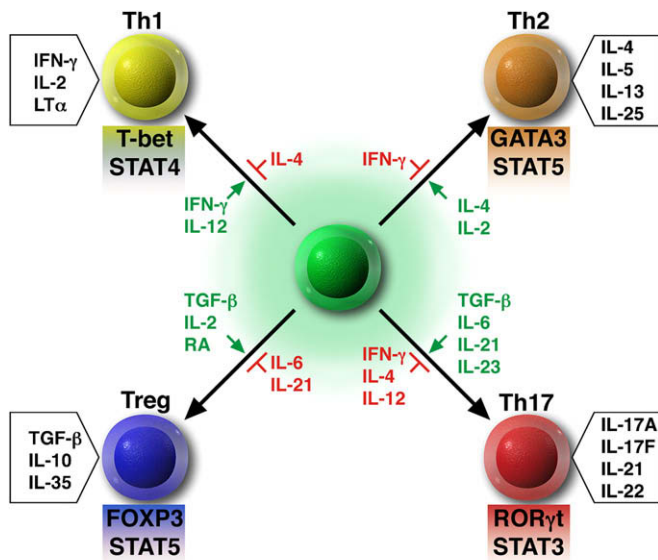 Th1
IFN-γ
IL-2
LTα
T-bet
STAT4
Th2
IL-4
IL-5
IL-13
IL-25
GATA3
STAT5
IL-4
IFN-γ
IL-12
IFN-γ
IL-4
IL-2
TGF-β
IL-2
RA
IL-6
IL-21
TGF-β
IL-6
IL-21
IL-23
IFN-γ
IL-4
IL-12
Treg
TGF-β
IL-10
IL-35
FOXP3
STAT5
Th17
IL-17A
IL-17F
IL-21
IL-22
RORγt
STAT3